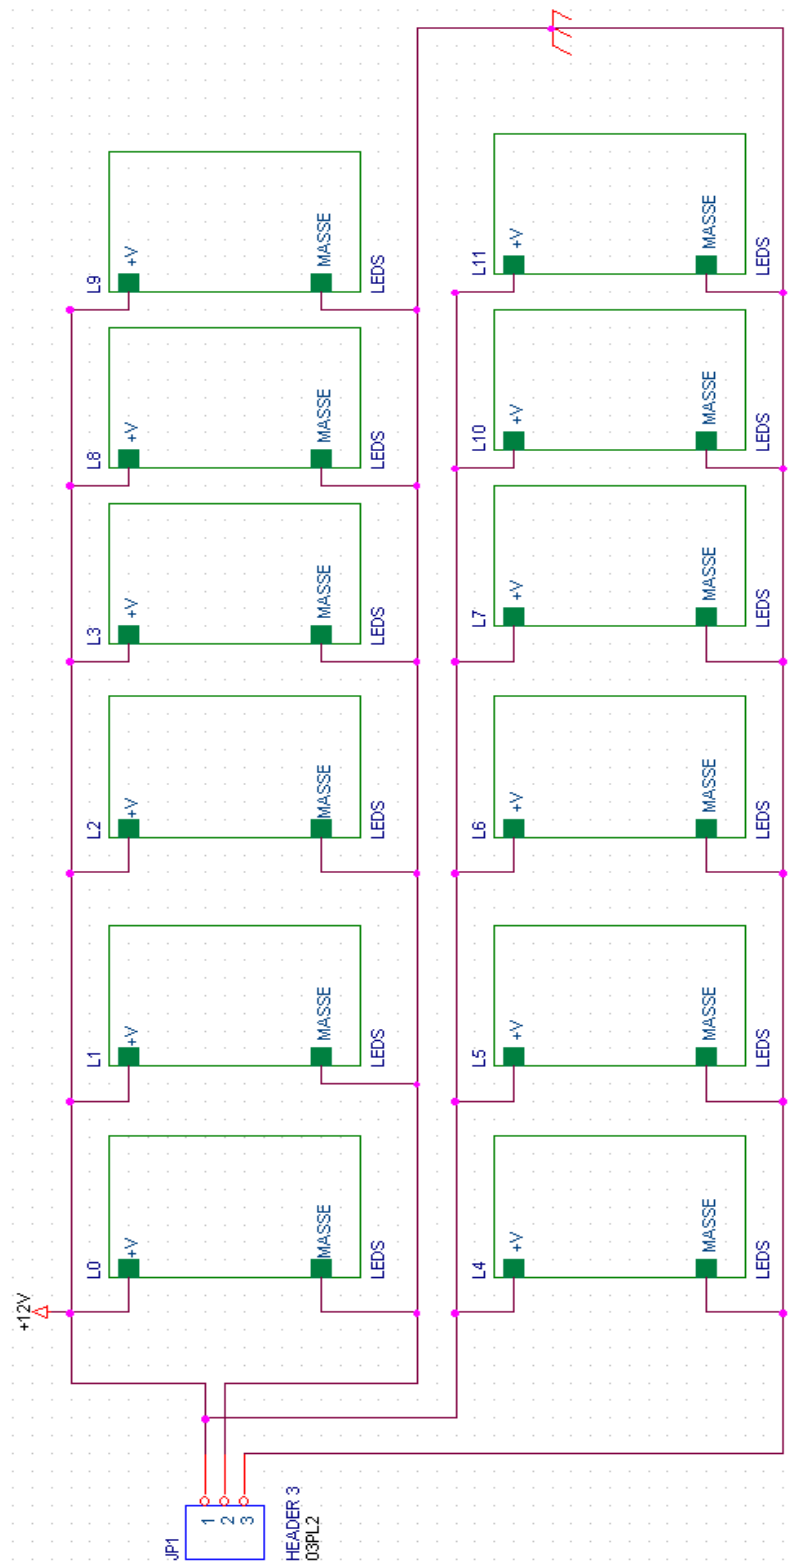 L9
+V
MASSE
LEDS
L11
+V
MASSE
LEDS
L8
+V
MASSE
LEDS
L10
+V
MASSE
LEDS
L3
+V
MASSE
LEDS
L7
+V
MASSE
LEDS
L2
+V
MASSE
LEDS
L6
+V
MASSE
LEDS
L1
+V
MASSE
LEDS
L5
+V
MASSE
LEDS
L0
+V
MASSE
LEDS
L4
+V
MASSE
LEDS
+12V
JP1
1
2
3
HEADER 3
03PL2